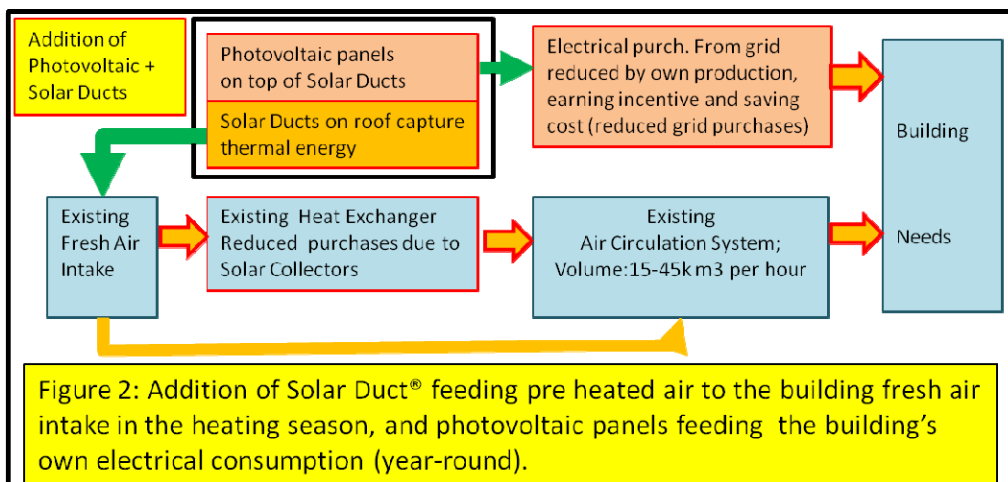 Addition of
Photovoltaic +
Solar Ducts
Photovoltaic panels
on top of Solar Ducts
Solar Ducts on roof capture
thermal energy
Electrical purch. From grid
reduced by own production,
earning incentive and saving
cost (reduced grid purchases)
Building
Needs
Existing
Fresh Air
Intake
Existing Heat Exchanger
Reduced purchases due to
Solar Collectors
Existing
Air Circulation System;
Volume:15-45k m3 per hour
Figure 2: Addition of Solar Duct® feeding pre heated air to the building fresh air
intake in the heating season, and photovoltaic panels feeding the building's
own electrical consumption (year-round).